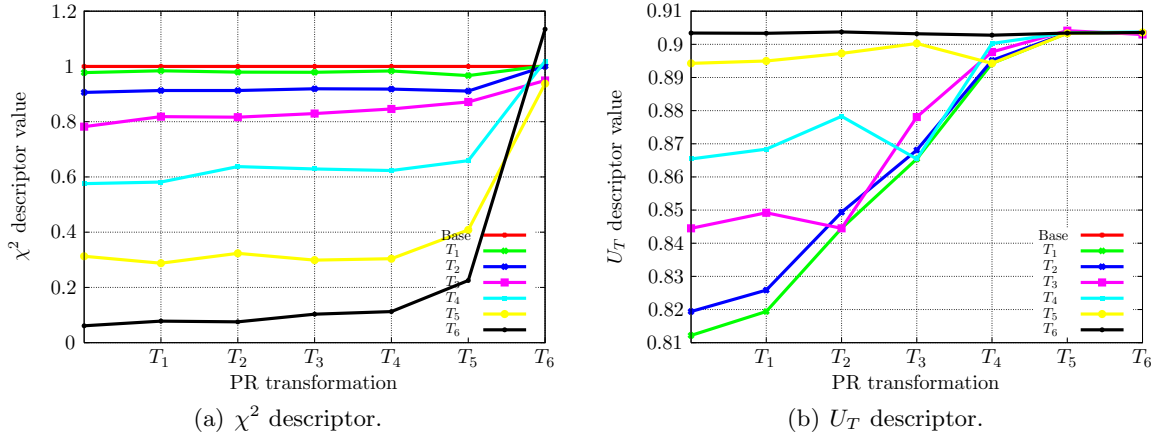 1.2
1
0.8
0.6
0.4
0.2
0
χ² descriptor value
Base
T₁
T₂
T₃
T₄
T₅
T₆
T₁ T₂ T₃ T₄ T₅ T₆
PR transformation
(a) χ² descriptor.
0.91
0.9
0.89
0.88
0.87
0.86
0.85
0.84
0.83
0.82
0.81
U_T descriptor value
Base
T₁
T₂
T₃
T₄
T₅
T₆
T₁ T₂ T₃ T₄ T₅ T₆
PR transformation
(b) U_T descriptor.